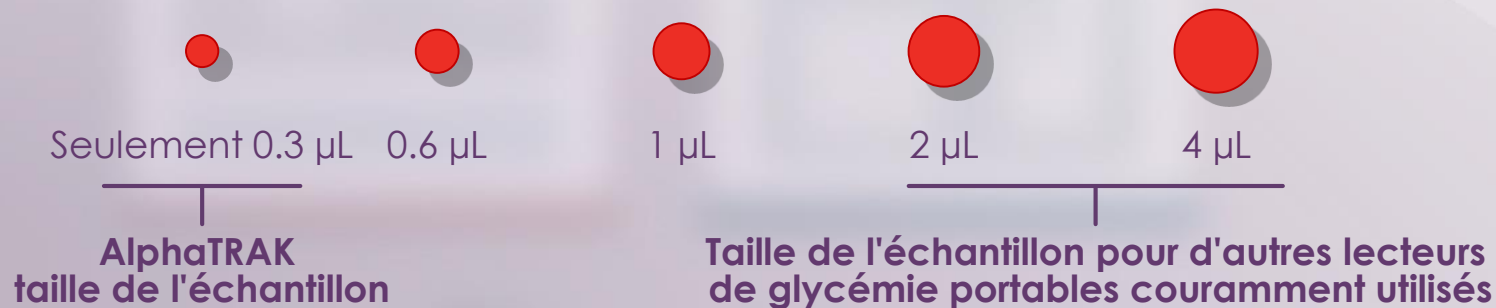 Seulement 0.3 µL 0.6 µL 1 µL 2 µL 4 µL
AlphaTRAK
taille de l'échantillon
Taille de l'échantillon pour d'autres lecteurs
de glycémie portables couramment utilisés